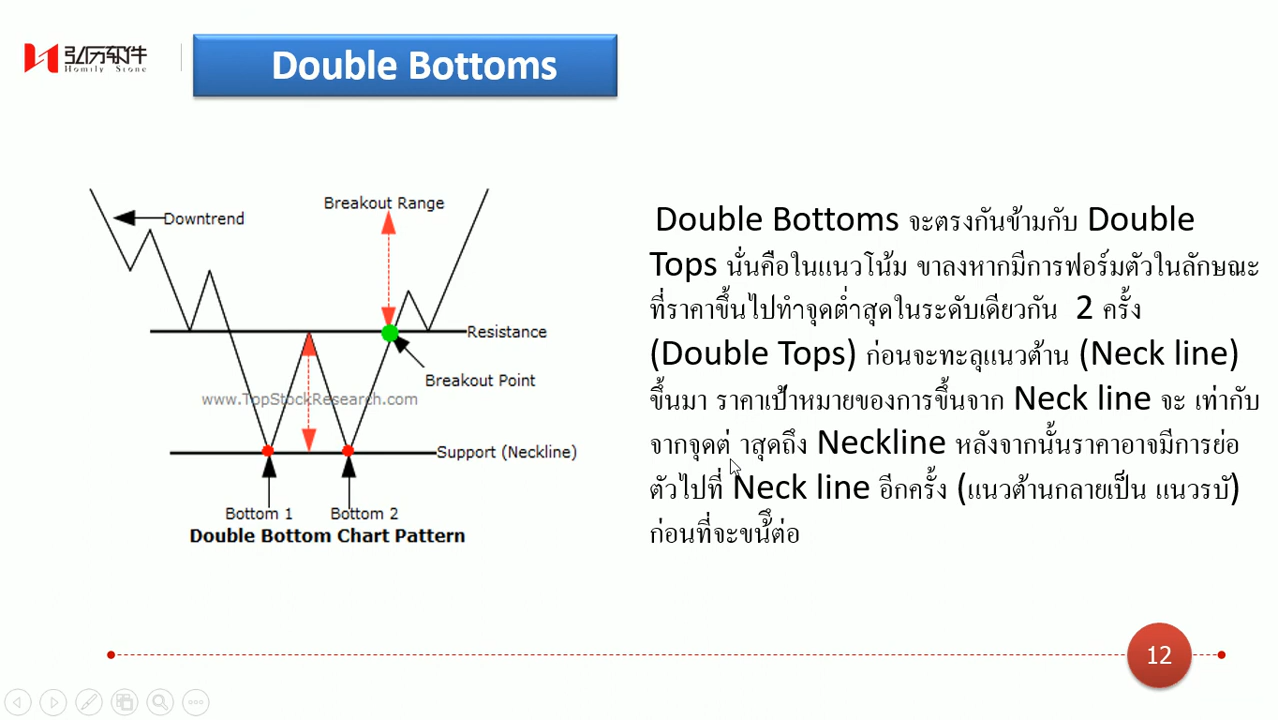 弘历软件
Homily Stone
Double Bottoms
Breakout Range
Downtrend
Resistance
Breakout Point
www.TopStockResearch.com
Support (Neckline)
Bottom 1
Bottom 2
Double Bottom Chart Pattern
Double Bottoms จะตรงกันข้ามกับ Double
Tops นั่นคือในแนวโน้ม ขาลงหากมีการฟอร์มตัวในลักษณะ
ที่ราคาขึ้นไปทำจุดต่ำสุดในระดับเดียวกัน 2 ครั้ง
(Double Tops) ก่อนจะทะลุแนวต้าน (Neck line)
ขึ้นมา ราคาเป้าหมายของการขึ้นจาก Neck line จะ เท่ากับ
จากจุดต่ ำสุดถึง Neckline หลังจากนั้นราคาอาจมีการย่อ
ตัวไปที่ Neck line อีกครั้ง (แนวต้านกลายเป็น แนวรบั)
ก่อนที่จะขนึ้ต่อ
12